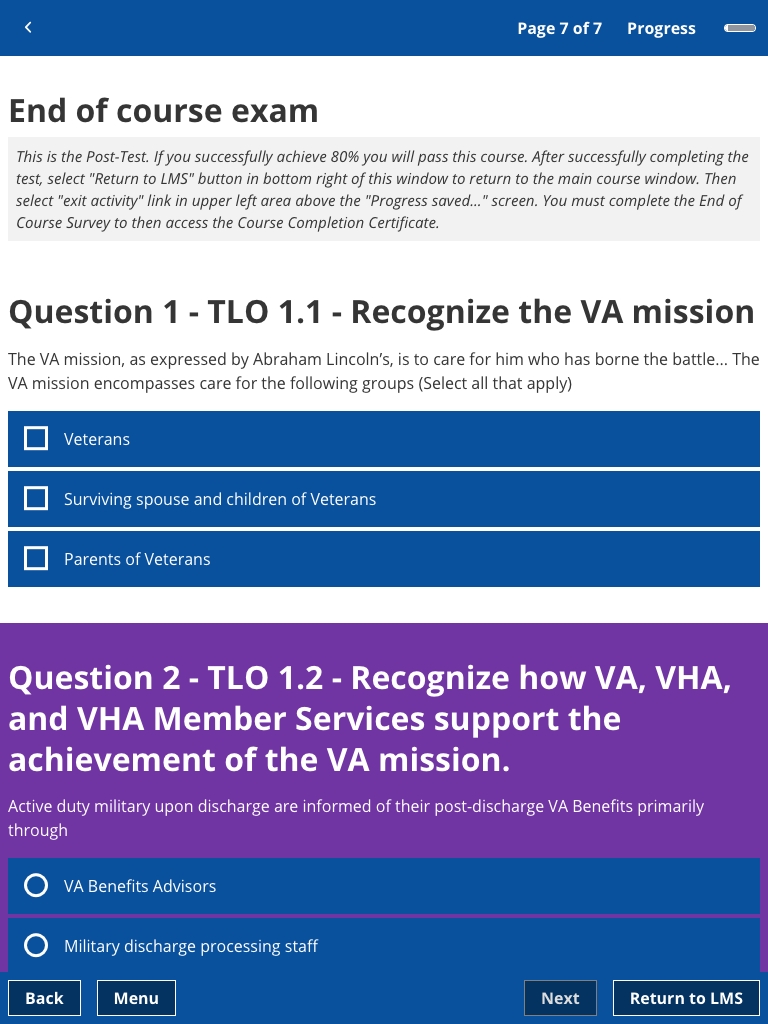 Page 7 of 7 Progress
End of course exam
This is the Post-Test. If you successfully achieve 80% you will pass this course. After successfully completing the
test, select "Return to LMS" button in bottom right of this window to return to the main course window. Then
select "exit activity" link in upper left area above the "Progress saved..." screen. You must complete the End of
Course Survey to then access the Course Completion Certificate.
Question 1 - TLO 1.1 - Recognize the VA mission
The VA mission, as expressed by Abraham Lincoln’s, is to care for him who has borne the battle... The
VA mission encompasses care for the following groups (Select all that apply)
Veterans
Surviving spouse and children of Veterans
Parents of Veterans
Question 2 - TLO 1.2 - Recognize how VA, VHA,
and VHA Member Services support the
achievement of the VA mission.
Active duty military upon discharge are informed of their post-discharge VA Benefits primarily
through
VA Benefits Advisors
Military discharge processing staff
Back Menu Next Return to LMS